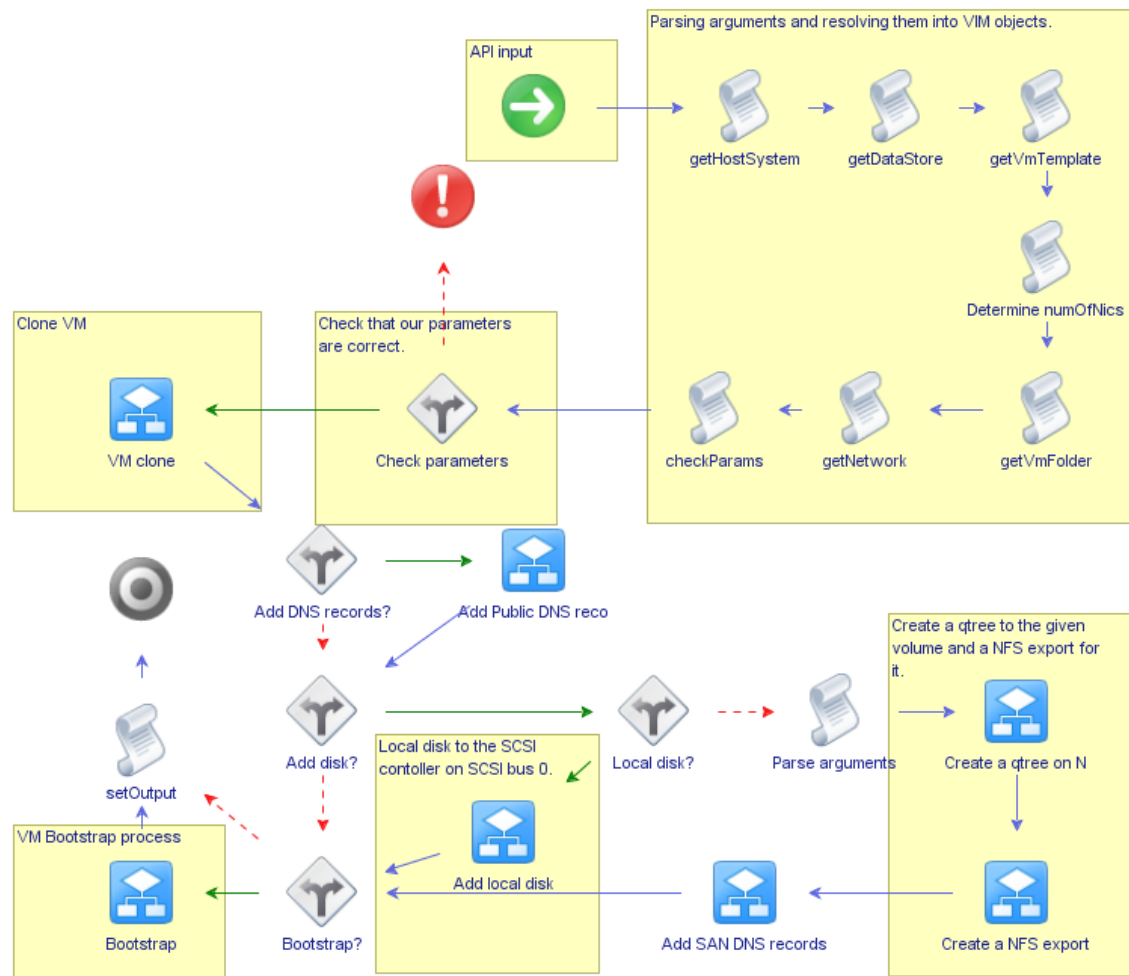 Parsing arguments and resolving them into VIM objects.
API input
getHostSystem
getDataStore
getVmTemplate
Determine numOfNics
Clone VM
Check that our parameters
are correct.
VM clone
Check parameters
checkParams
getNetwork
getVmFolder
Add DNS records?
Add Public DNS reco
Create a qtree to the given
volume and a NFS export for
it.
Local disk to the SCSI
contoller on SCSI bus 0.
Add disk?
Local disk?
Parse arguments
Create a qtree on N
setOutput
VM Bootstrap process
Add local disk
Bootstrap
Bootstrap?
Add SAN DNS records
Create a NFS export